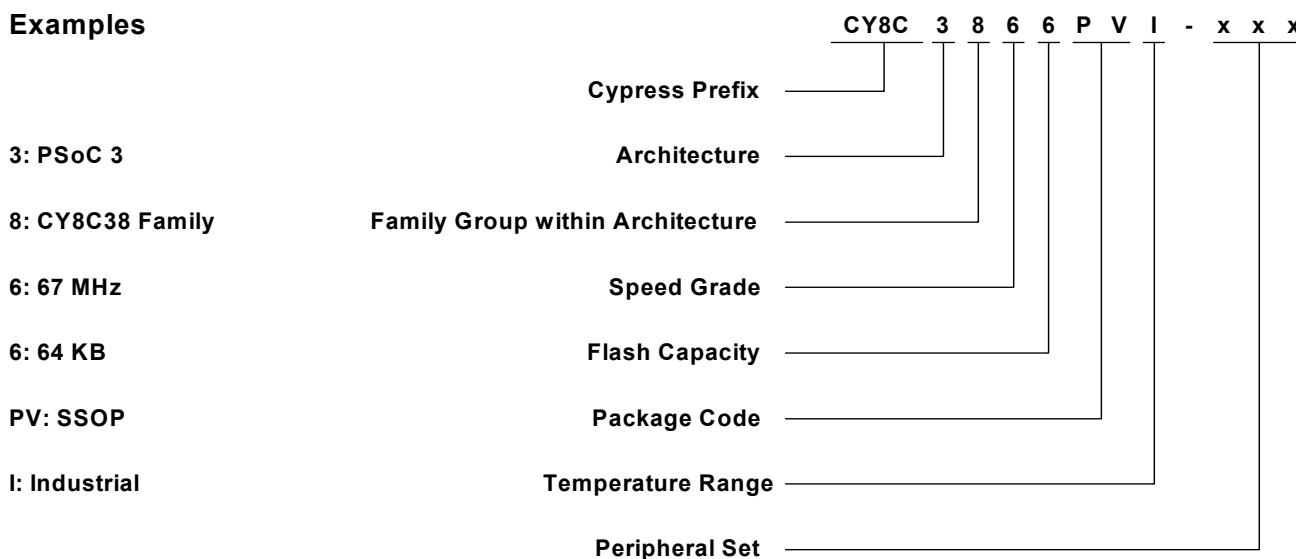 Examples CY8C 3 8 6 6 P V I - x x x
Cypress Prefix
3: PSoC 3 Architecture
8: CY8C38 Family Family Group within Architecture
6: 67 MHz Speed Grade
6: 64 KB Flash Capacity
PV: SSOP Package Code
I: Industrial Temperature Range
Peripheral Set